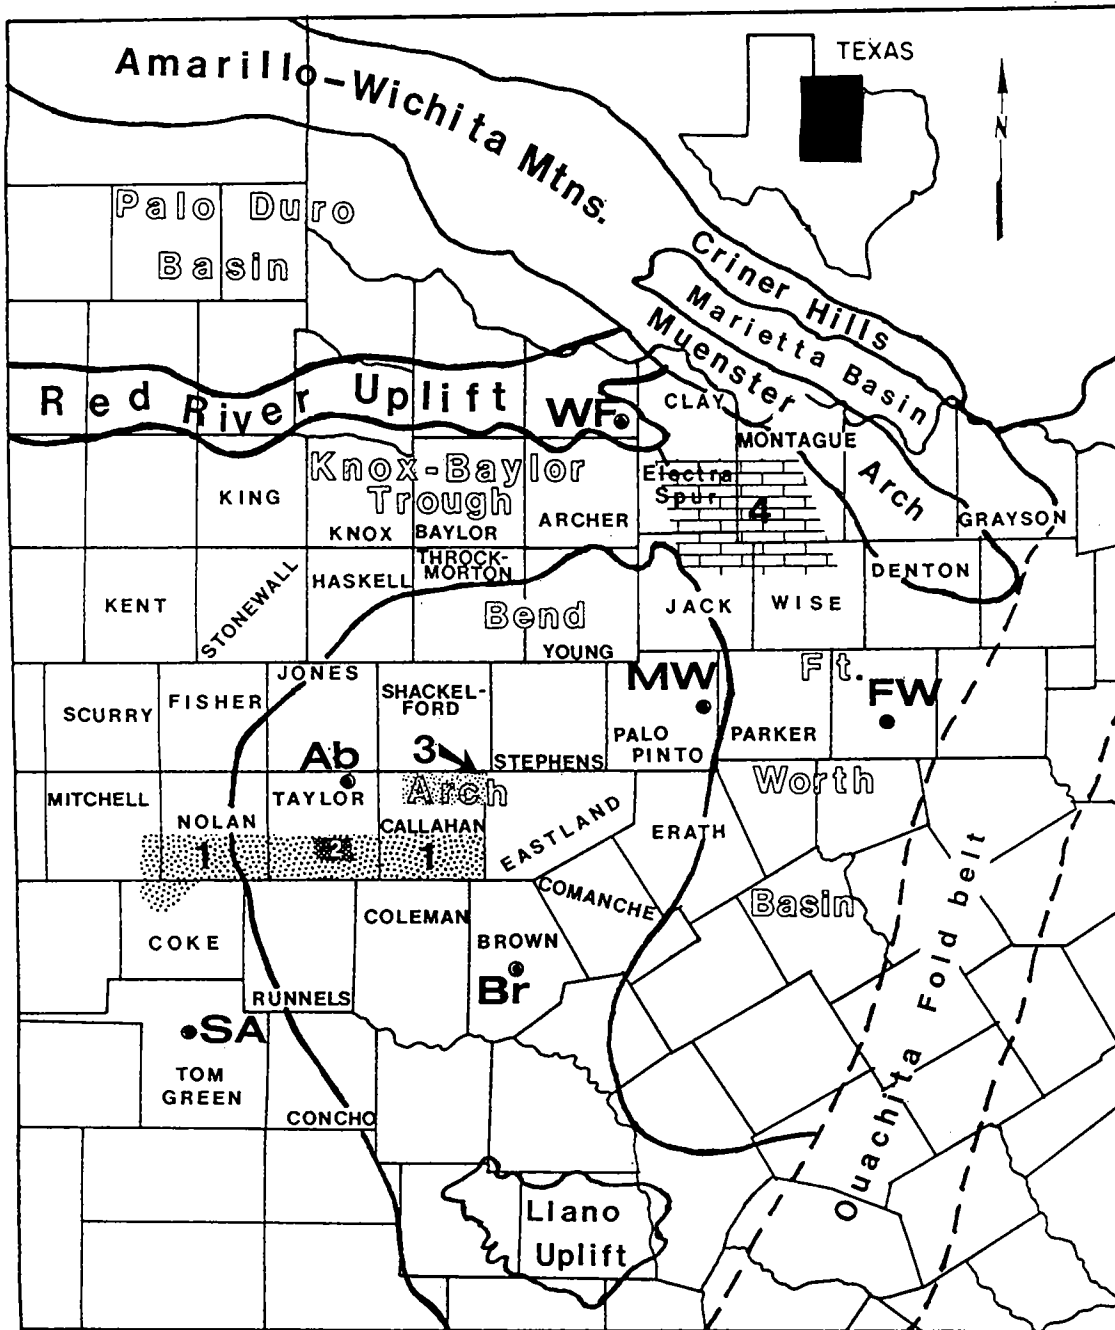 TEXAS
N
Amarillo-Wichita Mtns.
Palo Duro
Basin
Criner Hills
Marietta Basin
Muenster
Arch
Red River Uplift
WF
CLAY
MONTAGUE
Knox-Baylor
Trough
Electra
Spur
4
KING
KNOX
BAYLOR
ARCHER
GRAYSON
KENT
STONEWALL
HASKELL
THROCK-
MORTON
Bend
YOUNG
JACK
WISE
DENTON
SCURRY
FISHER
JONES
SHACKEL-
FORD
3
STEPHENS
MW
PALO
PINTO
PARKER
Ft.
FW
Ab
MITCHELL
NOLAN
TAYLOR
Arch
CALLAHAN
EASTLAND
ERATH
Worth
1
2
1
COMANCHE
Basin
COKE
COLEMAN
BROWN
Br
RUNNELS
SA
TOM
GREEN
CONCHO
Llano
Uplift
Ouachita Fold belt